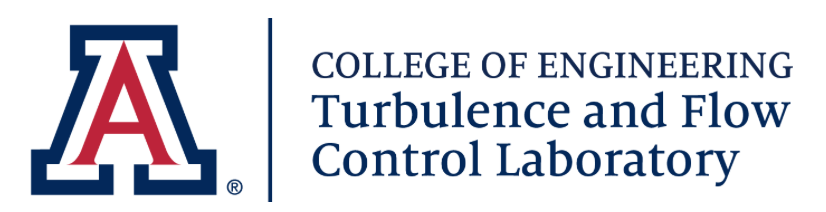 A®
COLLEGE OF ENGINEERING
Turbulence and Flow
Control Laboratory